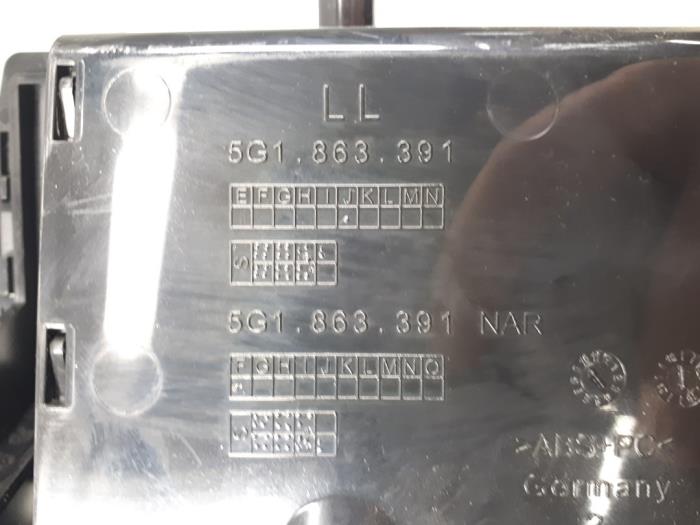 LL
5G1.863.391
E F G H I J K L M N
S
5G1.863.391 NAR
F G H I J K L M N O
S
>ABS+PC<
Germany